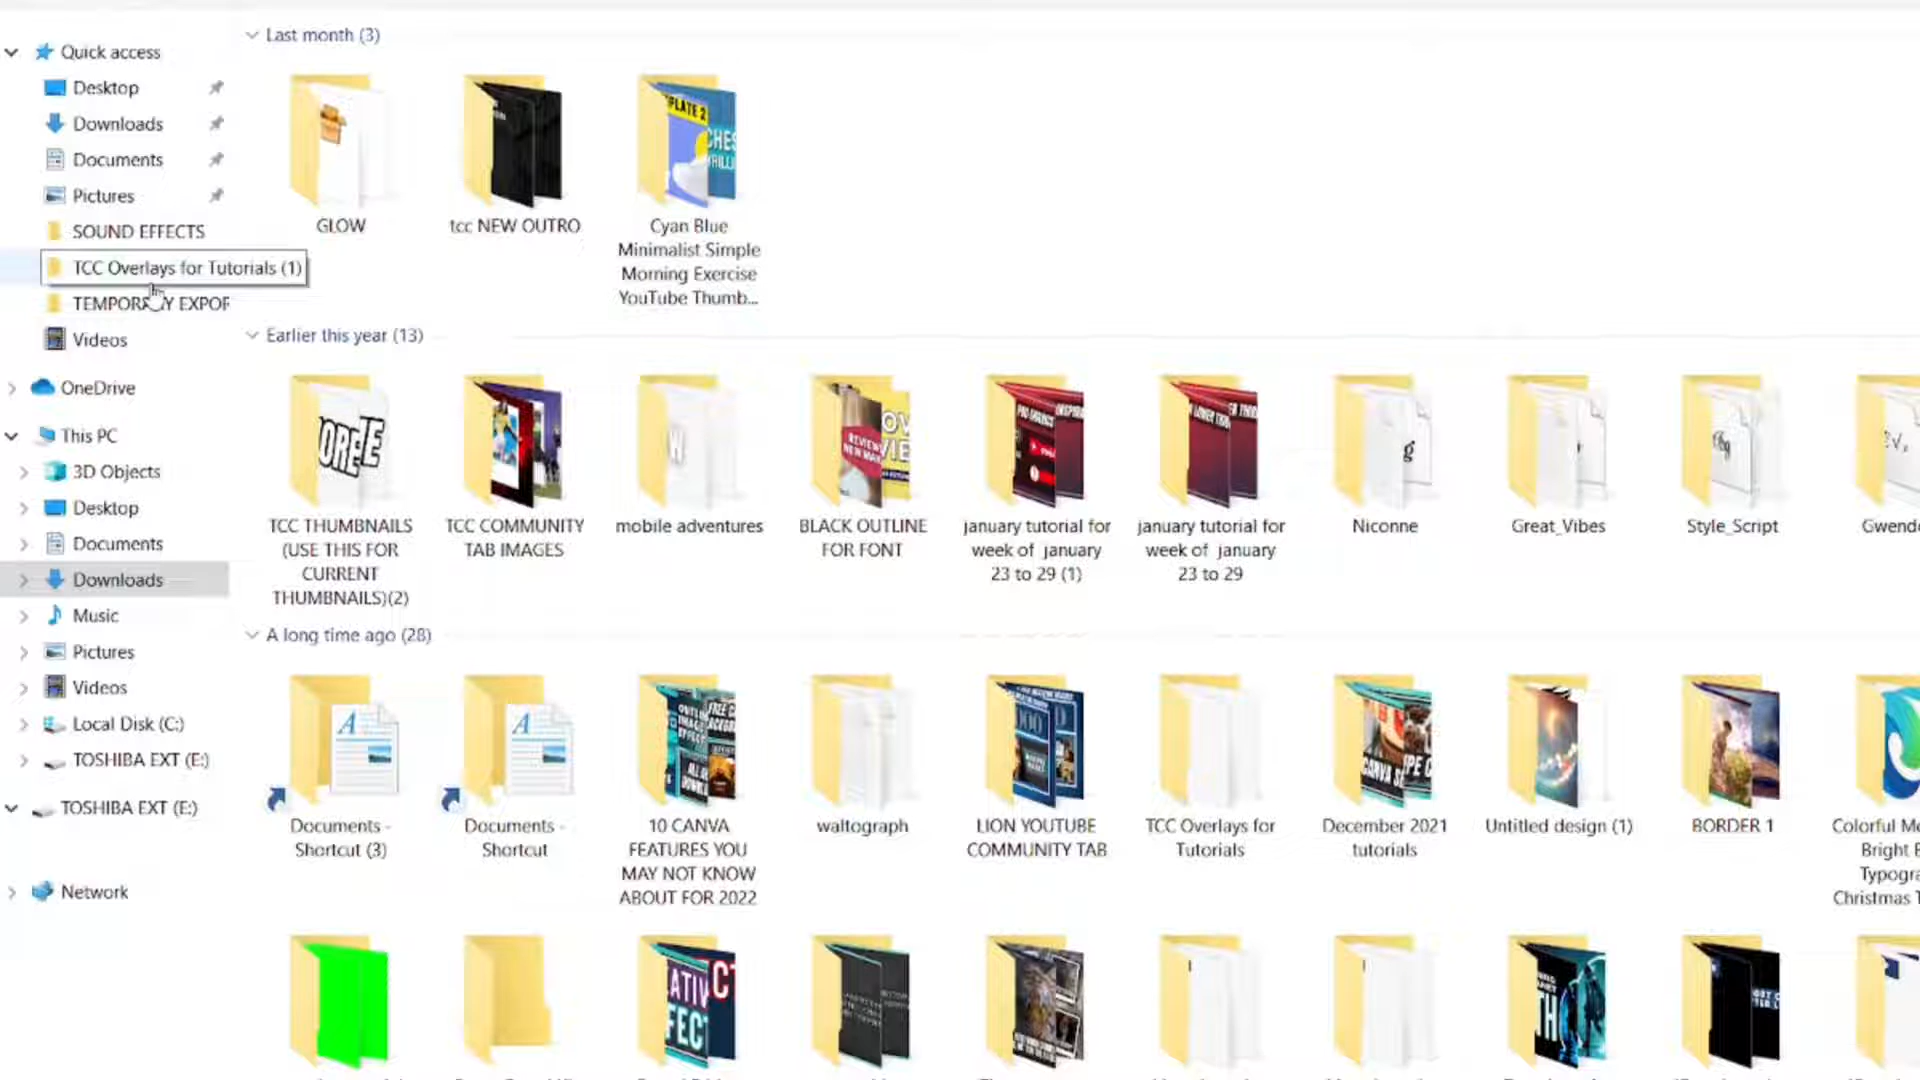 Quick access
Desktop
Downloads
Documents
Pictures
SOUND EFFECTS
TCC Overlays for Tutorials (1)
TEMPORARY EXPOR
Videos
OneDrive
This PC
3D Objects
Desktop
Documents
Downloads
Music
Pictures
Videos
Local Disk (C:)
TOSHIBA EXT (E:)
TOSHIBA EXT (E:)
Network
Last month (3)
GLOW
tcc NEW OUTRO
Cyan Blue
Minimalist Simple
Morning Exercise
YouTube Thumb...
Earlier this year (13)
TCC THUMBNAILS
(USE THIS FOR
CURRENT
THUMBNAILS)(2)
TCC COMMUNITY
TAB IMAGES
mobile adventures
BLACK OUTLINE
FOR FONT
january tutorial for
week of january
23 to 29 (1)
january tutorial for
week of january
23 to 29
Niconne
Great_Vibes
Style_Script
Gwend
A long time ago (28)
Documents -
Shortcut (3)
Documents -
Shortcut
10 CANVA
FEATURES YOU
MAY NOT KNOW
ABOUT FOR 2022
waltograph
LION YOUTUBE
COMMUNITY TAB
TCC Overlays for
Tutorials
December 2021
tutorials
Untitled design (1)
BORDER 1
Colorful M
Bright
Typogra
Christmas